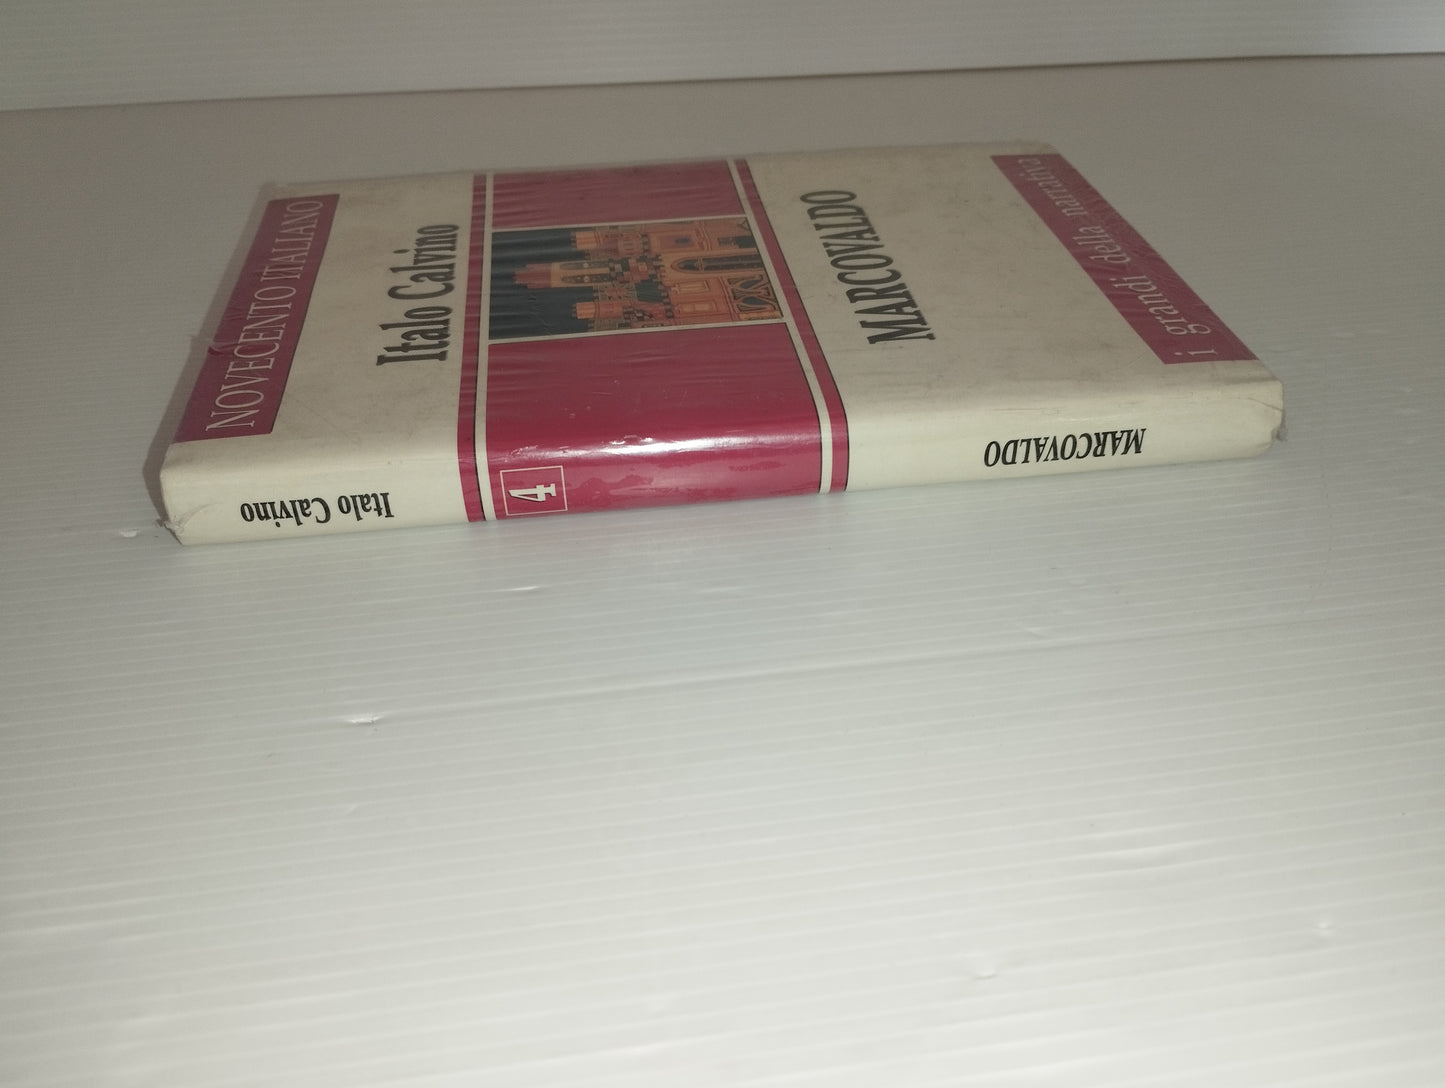 NOVECENTO ITALIANO
Italo Calvino
MARCOVALDO
i grandi della narrativa
Italo Calvino
4
MARCOVALDO